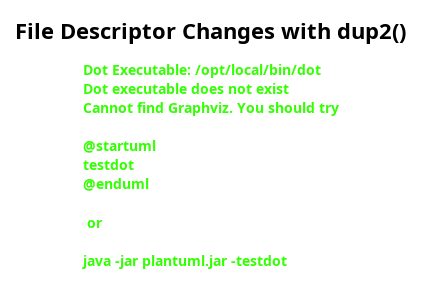 File Descriptor Changes with dup2()
Dot Executable: /opt/local/bin/dot
Dot executable does not exist
Cannot find Graphviz. You should try
@startuml
testdot
@enduml
or
java -jar plantuml.jar -testdot